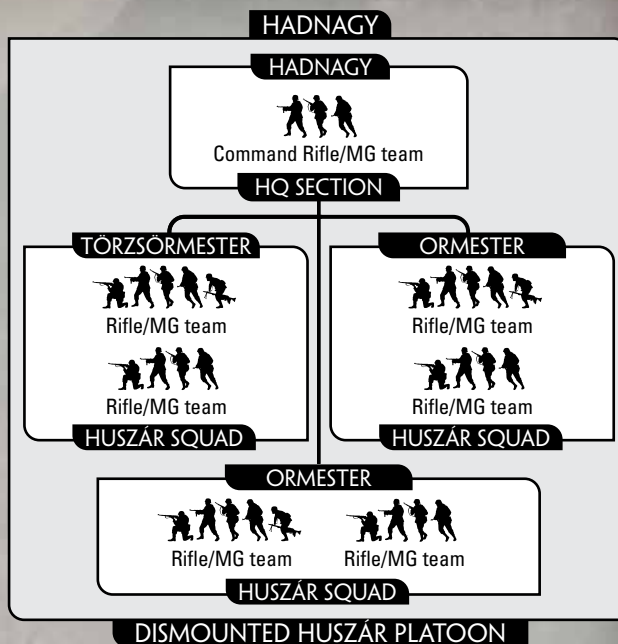 HADNAGY
HADNAGY
Command Rifle/MG team
HQ SECTION
TÖRZSÖRMESTER
Rifle/MG team
Rifle/MG team
HUSZÁR SQUAD
ORMESTER
Rifle/MG team
Rifle/MG team
HUSZÁR SQUAD
ORMESTER
Rifle/MG team Rifle/MG team
HUSZÁR SQUAD
DISMOUNTED HUSZÁR PLATOON